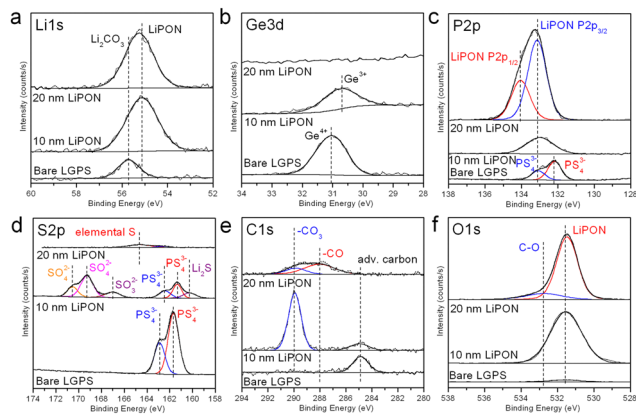 a Li1s
Li₂CO₃
LiPON
20 nm LiPON
10 nm LiPON
Bare LGPS
Intensity (counts/s)
60 58 56 54 52
Binding Energy (eV)
b Ge3d
20 nm LiPON
Ge³⁺
10 nm LiPON
Ge⁴⁺
Bare LGPS
Intensity (counts/s)
34 33 32 31 30 29 28
Binding Energy (eV)
c P2p
LiPON P2p₃/₂
LiPON P2p₁/₂
20 nm LiPON
10 nm LiPON
PS₄³⁻
PS₄³⁻
Bare LGPS
Intensity (counts/s)
138 136 134 132 130 128
Binding Energy (eV)
d S2p
elemental S
20 nm LiPON
SO₄²⁻
SO₄²⁻
SO₃²⁻
PS₄³⁻
PS₄³⁻
Li₂S
10 nm LiPON
PS₄³⁻
PS₄³⁻
Bare LGPS
Intensity (counts/s)
174 172 170 168 166 164 162 160 158
Binding Energy (eV)
e C1s
-CO₃
-CO
adv. carbon
20 nm LiPON
10 nm LiPON
Bare LGPS
Intensity (counts/s)
294 292 290 288 286 284 282 280
Binding Energy (eV)
f O1s
LiPON
C-O
20 nm LiPON
10 nm LiPON
Bare LGPS
Intensity (counts/s)
538 536 534 532 530 528
Binding Energy (eV)